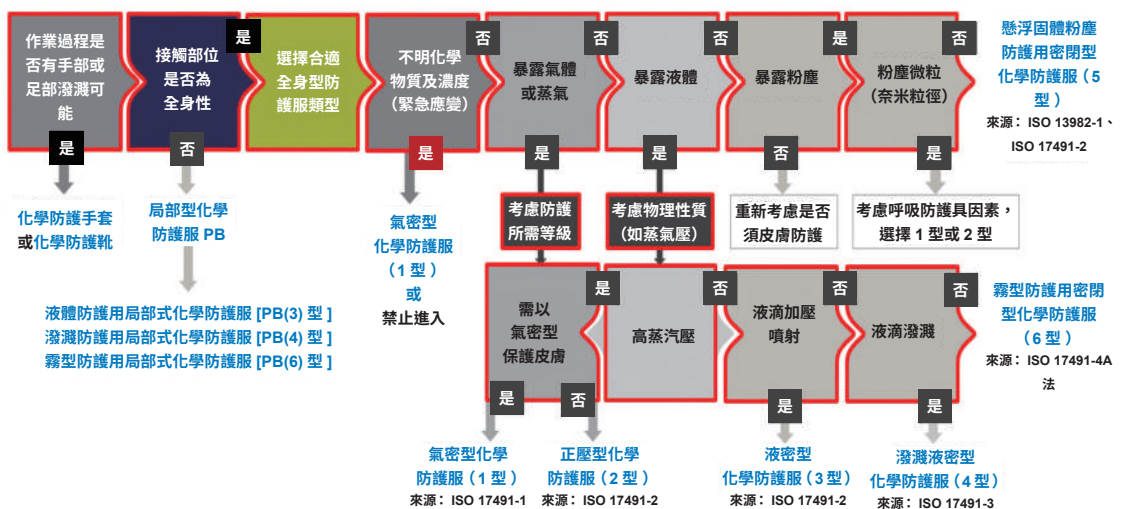 作業過程是
否有手部或
足部潑濺可
能
是
接觸部位
是否為
全身性
是
否
選擇合適
全身型防
護服類型
不明化學
物質及濃度
（緊急應變）
否
是
暴露氣體
或蒸氣
否
是
暴露液體
否
是
暴露粉塵
是
否
粉塵微粒
（奈米粒徑）
否
是
懸浮固體粉塵
防護用密閉型
化學防護服（5
型）
來源： ISO 13982-1、
ISO 17491-2
化學防護手套
或化學防護靴
局部型化學
防護服 PB
液體防護用局部式化學防護服 [PB(3) 型 ]
潑濺防護用局部式化學防護服 [PB(4) 型 ]
霧型防護用局部式化學防護服 [PB(6) 型 ]
氣密型
化學防護服
（1 型）
或
禁止進入
考慮防護
所需等級
考慮物理性質
（如蒸氣壓）
重新考慮是否
須皮膚防護
考慮呼吸防護具因素，
選擇 1 型或 2 型
需以
氣密型
保護皮膚
是
是
否
高蒸汽壓
否
液滴加壓
噴射
否
是
液滴潑濺
否
是
霧型防護用密閉
型化學防護服
（6 型）
來源： ISO 17491-4A
法
氣密型化學
防護服（1 型）
來源： ISO 17491-1
正壓型化學
防護服（2 型）
來源： ISO 17491-2
液密型
化學防護服（3 型）
來源： ISO 17491-2
潑濺液密型
化學防護服（4 型）
來源： ISO 17491-3